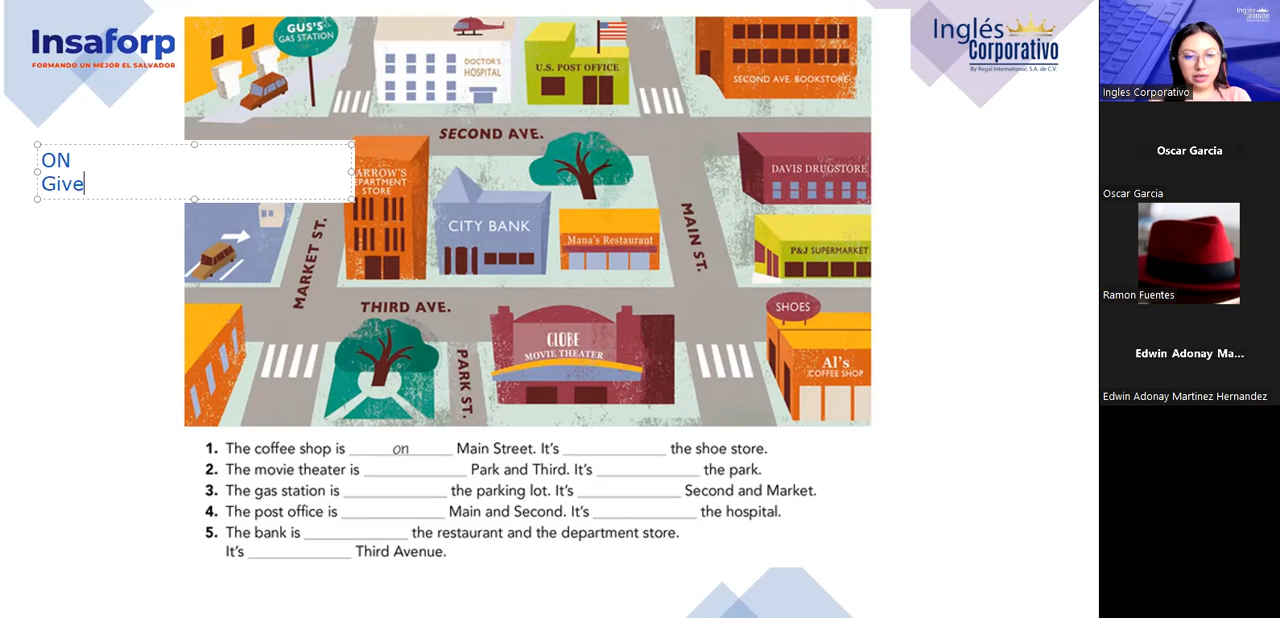 Insaforp
FORMANDO UN MEJOR EL SALVADOR
Inglés
Corporativo
By Regal International, S.A. de C.V.
ON
Give
GUS'S
GAS STATION
DOCTOR'S
HOSPITAL
U.S. POST OFFICE
SECOND AVE. BOOKSTORE
SECOND AVE.
ARROW'S
EPARTMENT
STORE
CITY BANK
Mana's Restaurant
DAVIS DRUGSTORE
P&J SUPERMARKET
MARKET ST.
MAIN ST.
THIRD AVE.
PARK ST.
GLOBE
MOVIE THEATER
SHOES
Al's
COFFEE SHOP
1. The coffee shop is on Main Street. It's the shoe store.
2. The movie theater is Park and Third. It's the park.
3. The gas station is the parking lot. It's Second and Market.
4. The post office is Main and Second. It's the hospital.
5. The bank is the restaurant and the department store.
It's Third Avenue.
Ingles Corporativo
Oscar Garcia
Oscar Garcia
Ramon Fuentes
Edwin Adonay Ma...
Edwin Adonay Martinez Hernandez